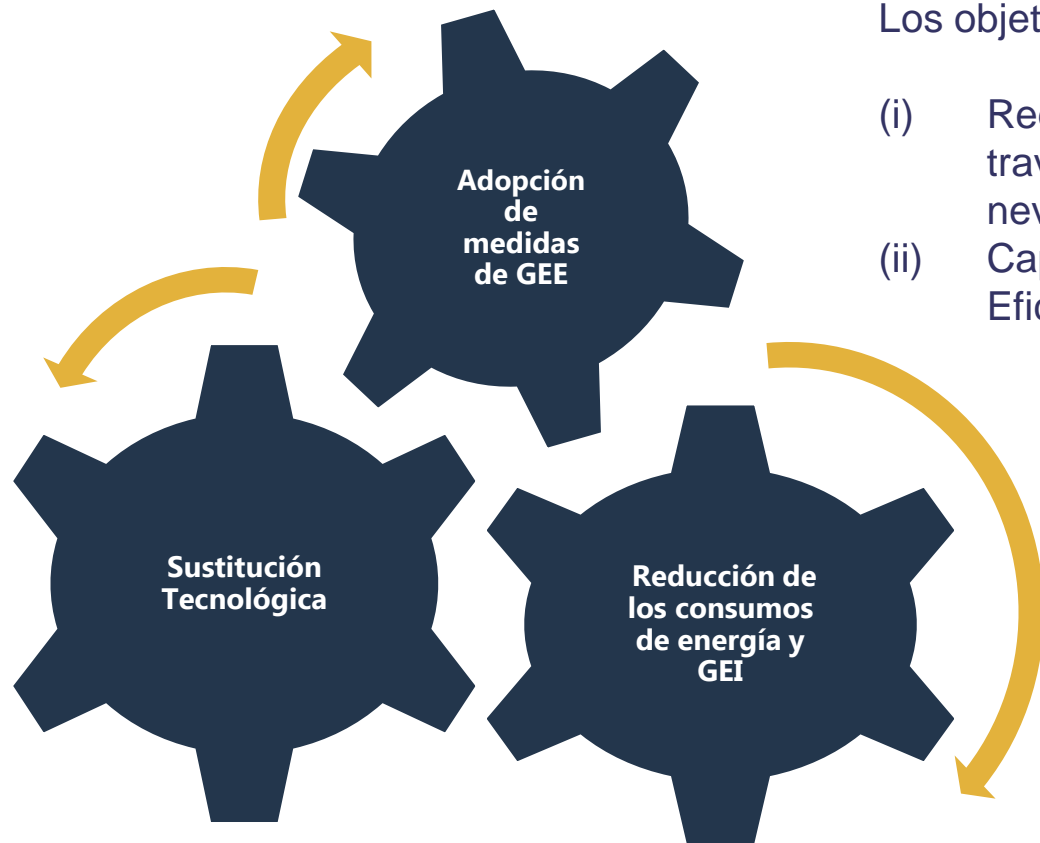 Los objet
(i) Re
trav
nev
(ii) Cap
Efic
Adopción
de
medidas
de GEE
Sustitución
Tecnológica
Reducción de
los consumos
de energía y
GEI